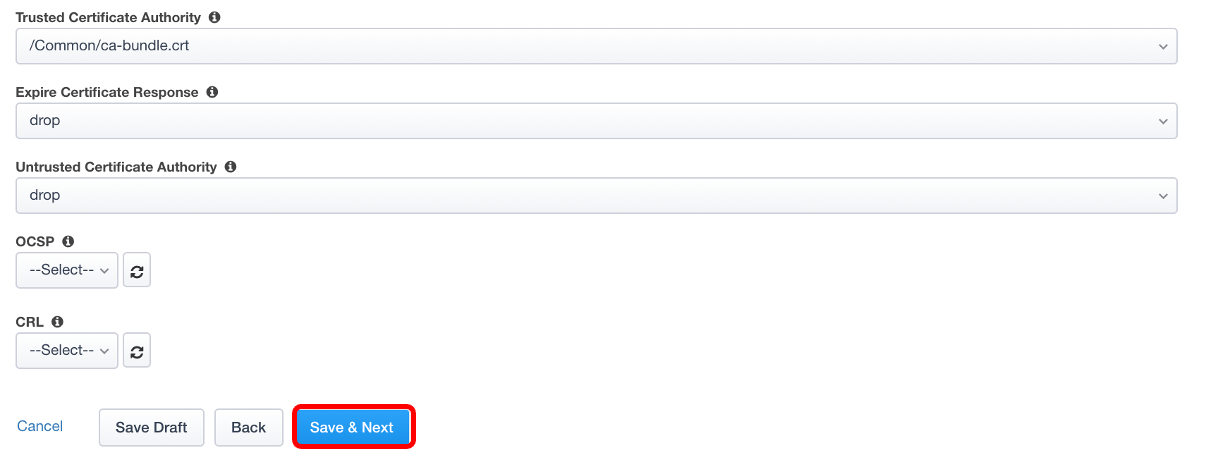 Trusted Certificate Authority
/Common/ca-bundle.crt
Expire Certificate Response
drop
Untrusted Certificate Authority
drop
OCSP
--Select--
CRL
--Select--
Cancel Save Draft Back Save & Next